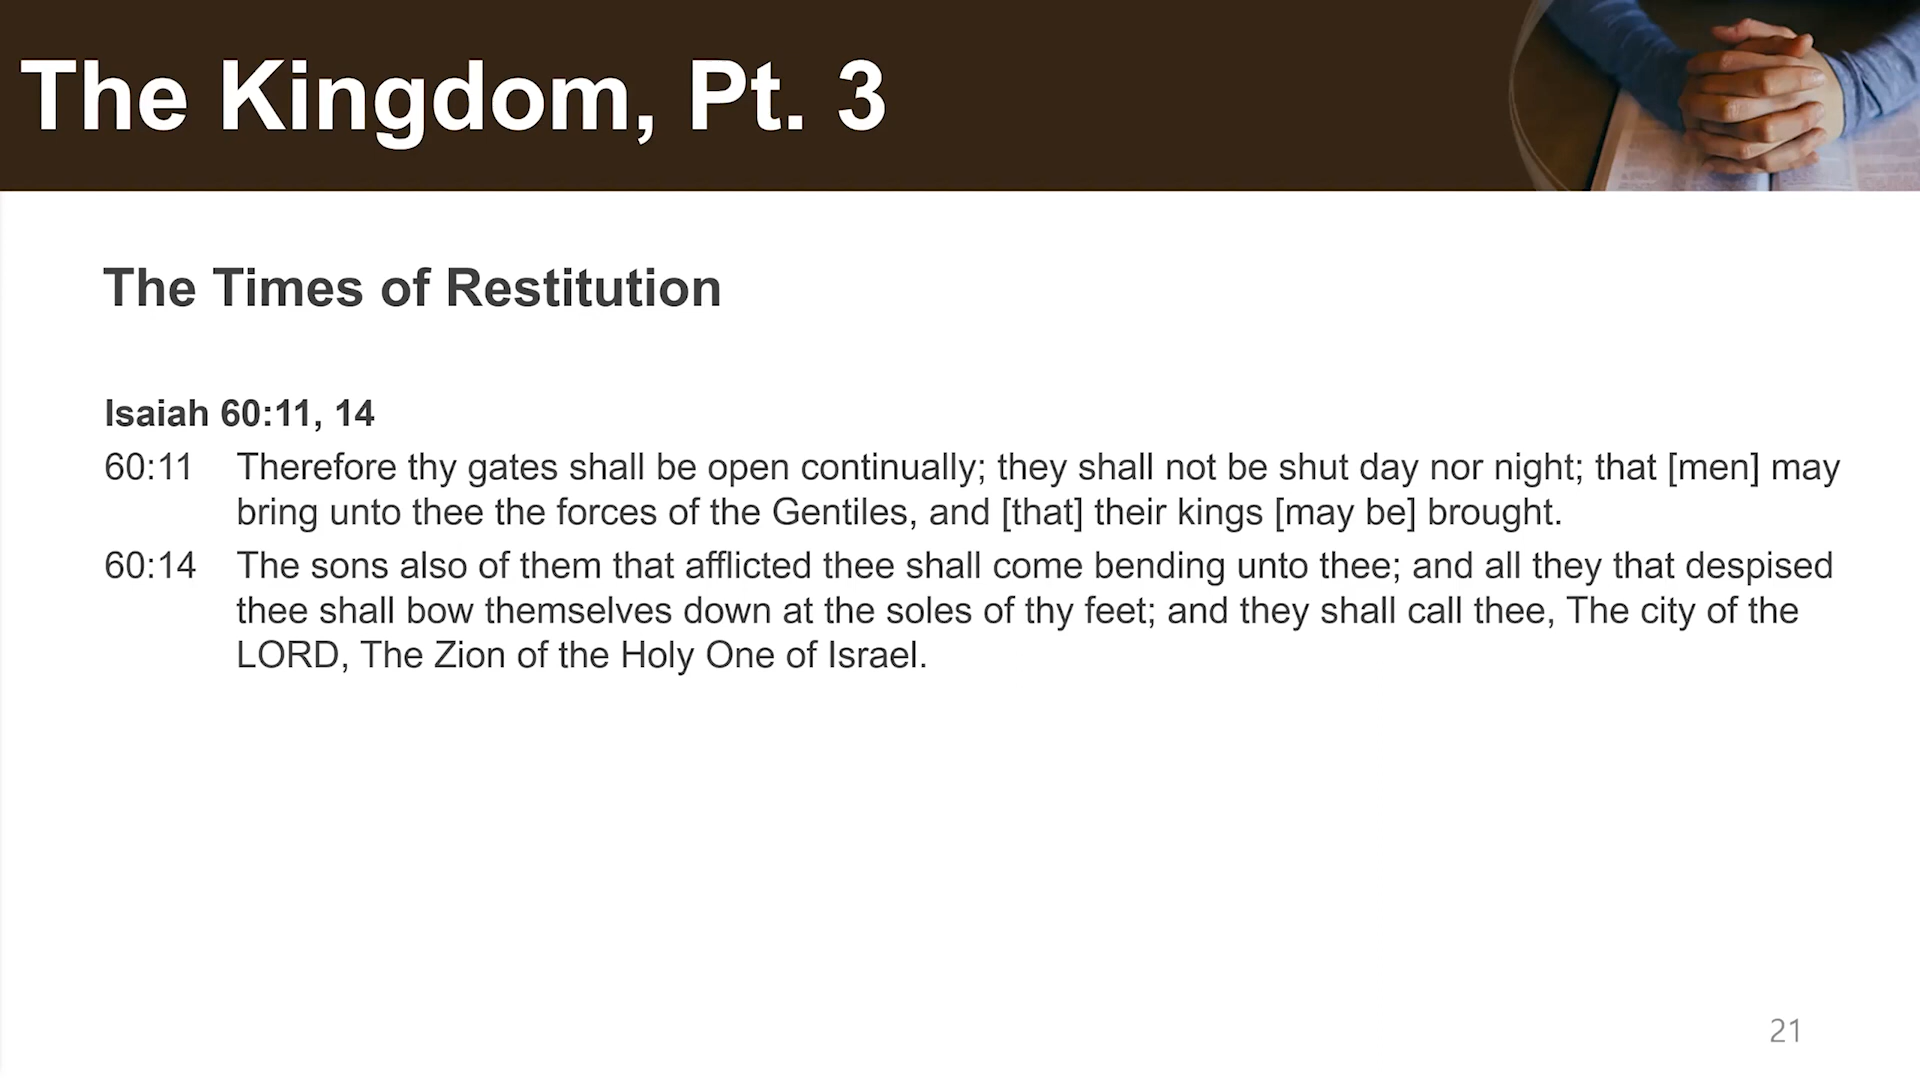 The Kingdom, Pt. 3
The Times of Restitution
Isaiah 60:11, 14
60:11 Therefore thy gates shall be open continually; they shall not be shut day nor night; that [men] may
bring unto thee the forces of the Gentiles, and [that] their kings [may be] brought.
60:14 The sons also of them that afflicted thee shall come bending unto thee; and all they that despised
thee shall bow themselves down at the soles of thy feet; and they shall call thee, The city of the
LORD, The Zion of the Holy One of Israel.
21